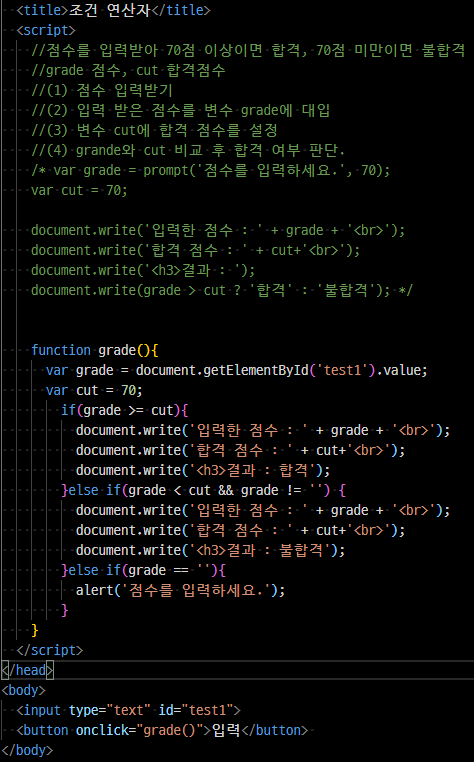 <title>조건 연산자</title>
<script>
//점수를 입력받아 70점 이상이면 합격, 70점 미만이면 불합격
//grade 점수, cut 합격점수
//(1) 점수 입력받기
//(2) 입력 받은 점수를 변수 grade에 대입
//(3) 변수 cut에 합격 점수를 설정
//(4) grande와 cut 비교 후 합격 여부 판단.
/* var grade = prompt('점수를 입력하세요.', 70);
var cut = 70;
document.write('입력한 점수 : ' + grade + '<br>');
document.write('합격 점수 : ' + cut+'<br>');
document.write('<h3>결과 : ');
document.write(grade > cut ? '합격' : '불합격'); */
function grade(){
var grade = document.getElementById('test1').value;
var cut = 70;
if(grade >= cut){
document.write('입력한 점수 : ' + grade + '<br>');
document.write('합격 점수 : ' + cut+'<br>');
document.write('<h3>결과 : 합격');
}else if(grade < cut && grade != '') {
document.write('입력한 점수 : ' + grade + '<br>');
document.write('합격 점수 : ' + cut+'<br>');
document.write('<h3>결과 : 불합격');
}else if(grade == ''){
alert('점수를 입력하세요.');
}
}
</script>
</head>
<body>
<input type="text" id="test1">
<button onclick="grade()">입력</button>
</body>